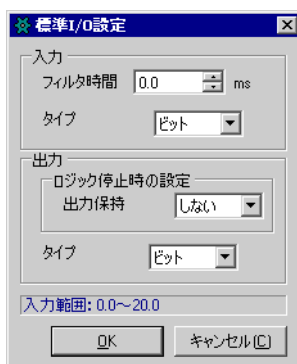 標準I/O設定
入力
フィルタ時間 0.0 ms
タイプ ビット
出力
ロジック停止時の設定
出力保持 しない
タイプ ビット
入力範囲: 0.0～20.0
OK キャンセル(C)